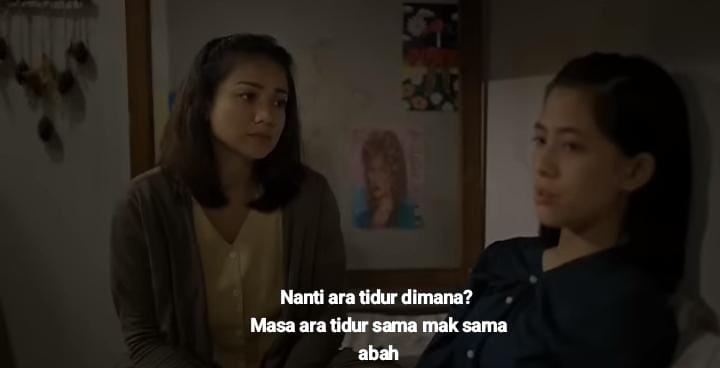 Nanti ara tidur dimana?
Masa ara tidur sama mak sama
abah